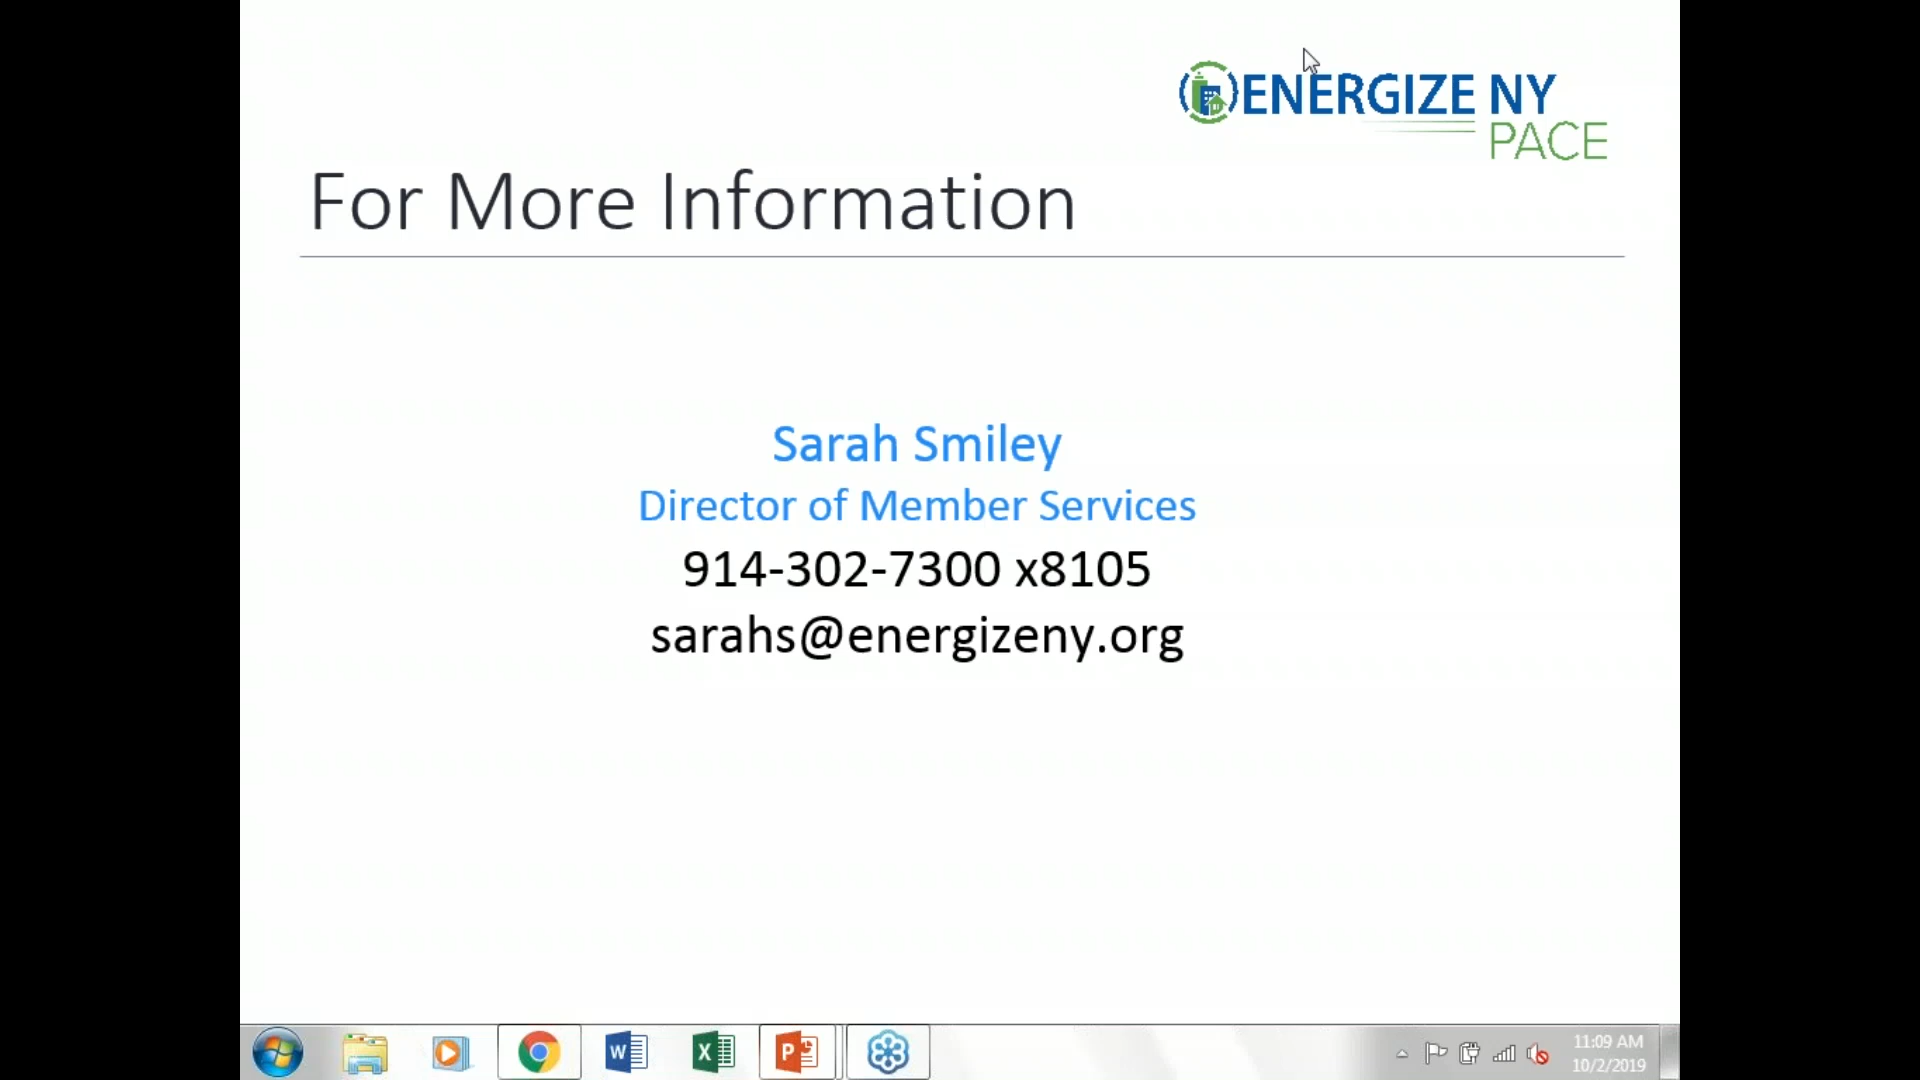 ENERGIZE NY
PACE
For More Information
Sarah Smiley
Director of Member Services
914-302-7300 x8105
sarahs@energizeny.org
11:09 AM
10/2/2019